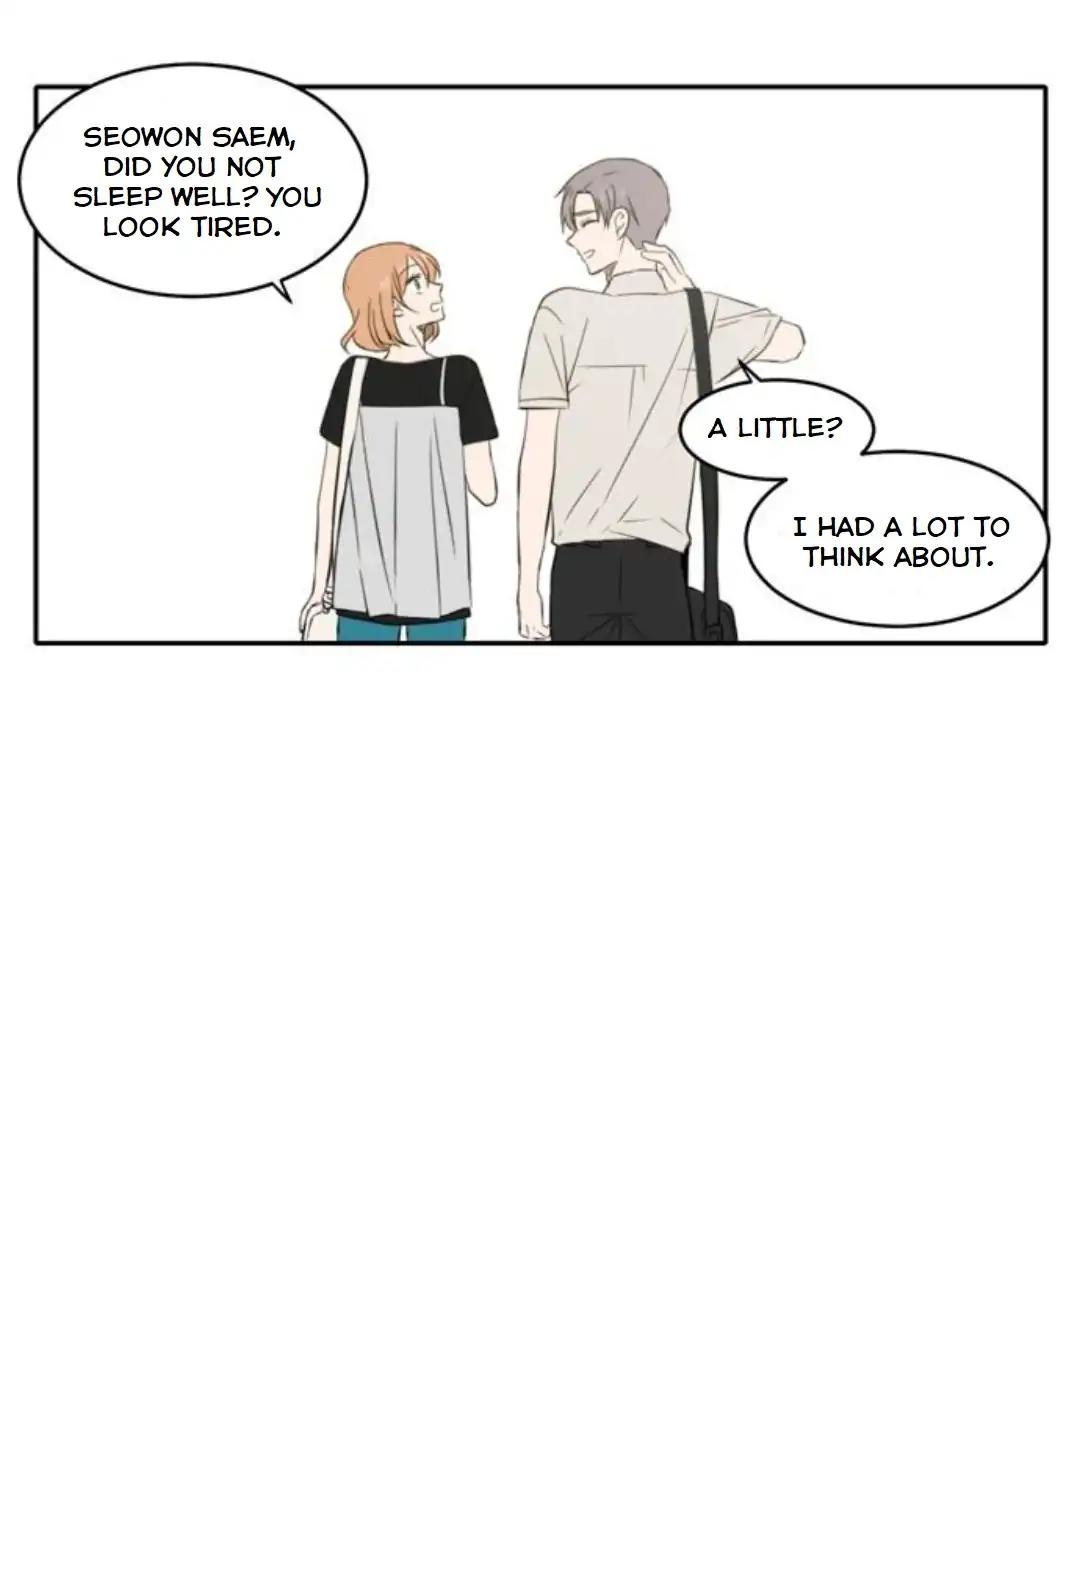 SEOWON SAEM,
DID YOU NOT
SLEEP WELL? YOU
LOOK TIRED.
A LITTLE?
I HAD A LOT TO
THINK ABOUT.